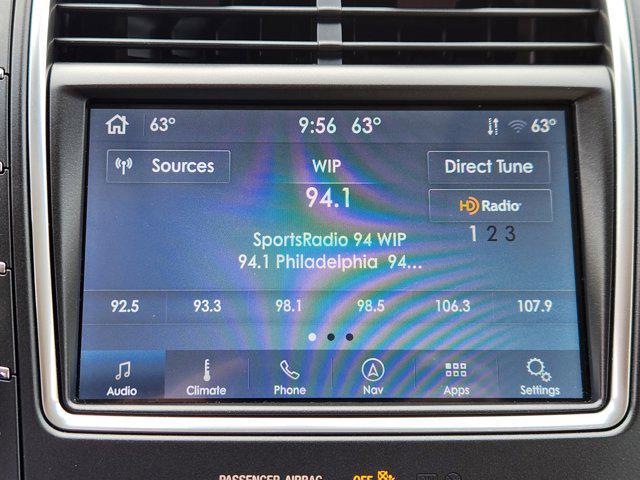 63° 9:56 63° 63°
Sources WIP Direct Tune
94.1 HD Radio
1 2 3
SportsRadio 94 WIP
94.1 Philadelphia 94...
92.5 93.3 98.1 98.5 106.3 107.9
Audio Climate Phone Nav Apps Settings
PASSENGER AIRBAG OFF